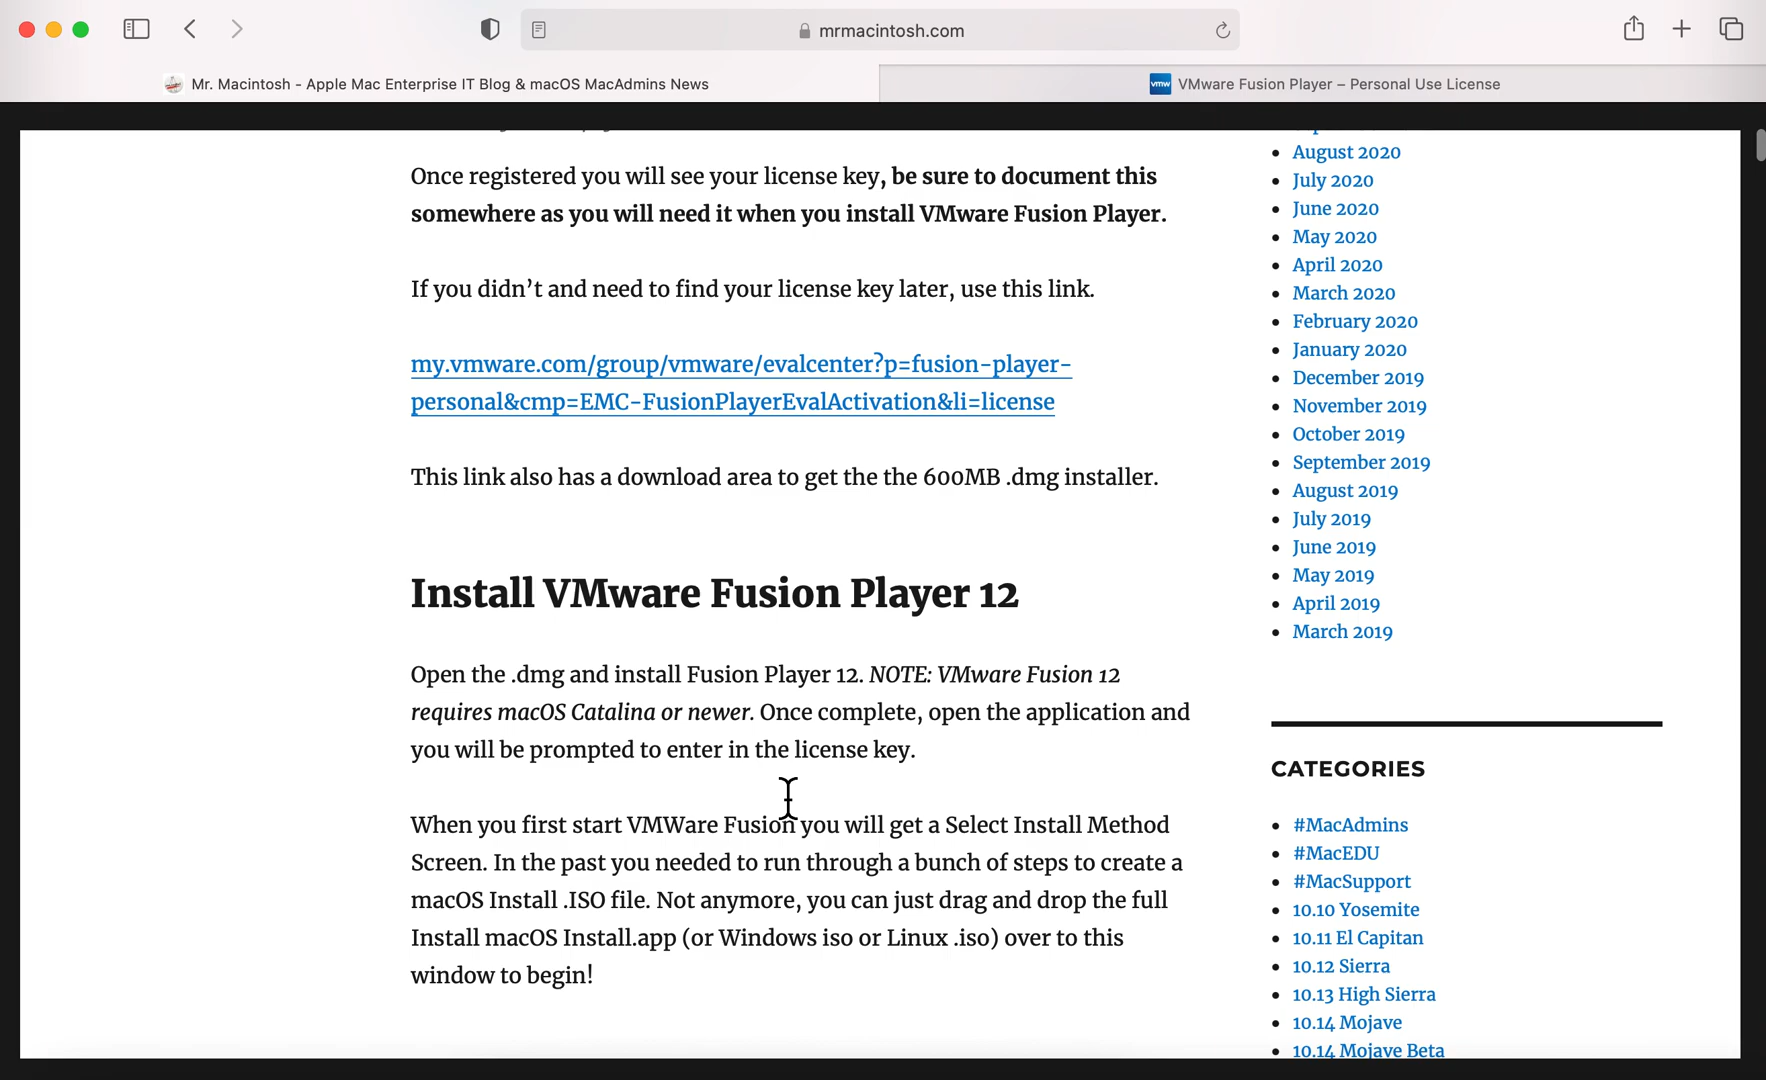 mrmacintosh.com
Mr. Macintosh - Apple Mac Enterprise IT Blog & macOS MacAdmins News
vmw VMware Fusion Player – Personal Use License
Once registered you will see your license key, be sure to document this
somewhere as you will need it when you install VMware Fusion Player.
If you didn’t and need to find your license key later, use this link.
my.vmware.com/group/vmware/evalcenter?p=fusion-player-
personal&cmp=EMC-FusionPlayerEvalActivation&li=license
This link also has a download area to get the the 600MB .dmg installer.
Install VMware Fusion Player 12
Open the .dmg and install Fusion Player 12. NOTE: VMware Fusion 12
requires macOS Catalina or newer. Once complete, open the application and
you will be prompted to enter in the license key.
When you first start VMWare Fusion you will get a Select Install Method
Screen. In the past you needed to run through a bunch of steps to create a
macOS Install .ISO file. Not anymore, you can just drag and drop the full
Install macOS Install.app (or Windows iso or Linux .iso) over to this
window to begin!
August 2020
July 2020
June 2020
May 2020
April 2020
March 2020
February 2020
January 2020
December 2019
November 2019
October 2019
September 2019
August 2019
July 2019
June 2019
May 2019
April 2019
March 2019
CATEGORIES
#MacAdmins
#MacEDU
#MacSupport
10.10 Yosemite
10.11 El Capitan
10.12 Sierra
10.13 High Sierra
10.14 Mojave
10.14 Mojave Beta